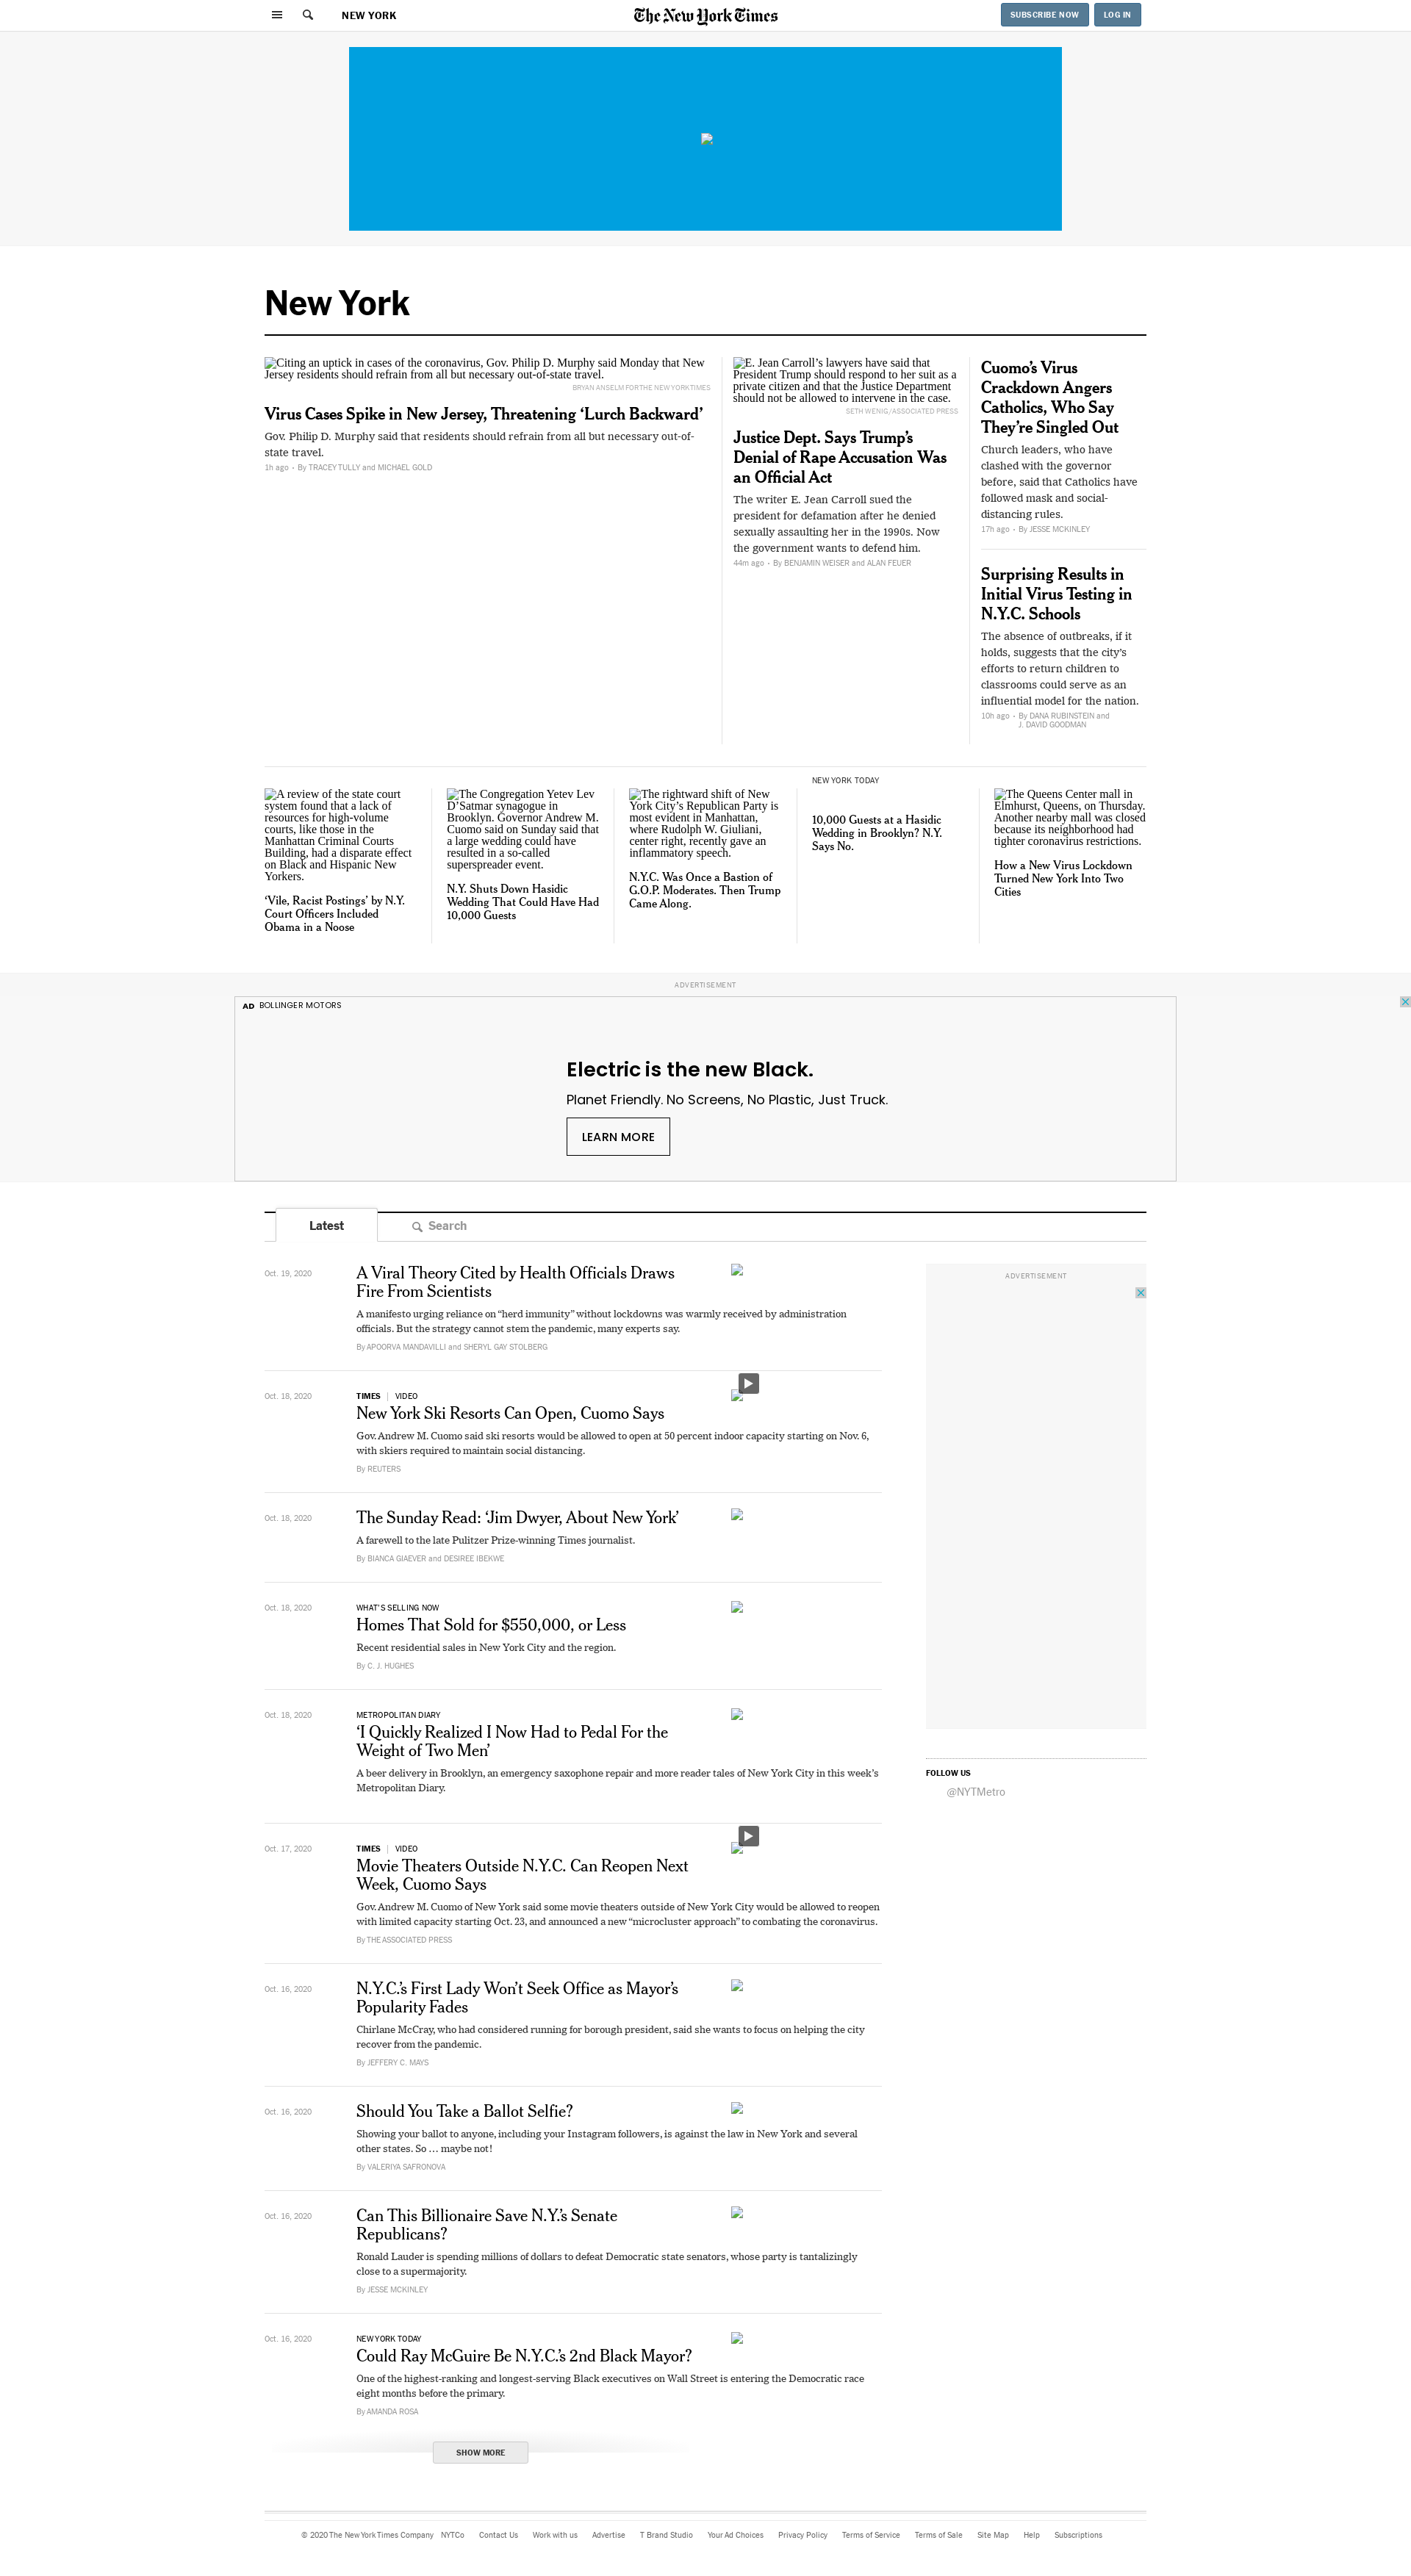 NEW YORK
The New York Times
SUBSCRIBE NOW
LOG IN
New York
Citing an uptick in cases of the coronavirus, Gov. Philip D. Murphy said Monday that New
Jersey residents should refrain from all but necessary out-of-state travel.
BRYAN ANSELM FOR THE NEW YORK TIMES
Virus Cases Spike in New Jersey, Threatening ‘Lurch Backward’
Gov. Philip D. Murphy said that residents should refrain from all but necessary out-of-
state travel.
1h ago • By TRACEY TULLY and MICHAEL GOLD
E. Jean Carroll’s lawyers have said that
President Trump should respond to her suit as a
private citizen and that the Justice Department
should not be allowed to intervene in the case.
SETH WENIG/ASSOCIATED PRESS
Justice Dept. Says Trump’s
Denial of Rape Accusation Was
an Official Act
The writer E. Jean Carroll sued the
president for defamation after he denied
sexually assaulting her in the 1990s. Now
the government wants to defend him.
44m ago • By BENJAMIN WEISER and ALAN FEUER
Cuomo’s Virus
Crackdown Angers
Catholics, Who Say
They’re Singled Out
Church leaders, who have
clashed with the governor
before, said that Catholics have
followed mask and social-
distancing rules.
17h ago • By JESSE MCKINLEY
Surprising Results in
Initial Virus Testing in
N.Y.C. Schools
The absence of outbreaks, if it
holds, suggests that the city’s
efforts to return children to
classrooms could serve as an
influential model for the nation.
10h ago • By DANA RUBINSTEIN and
J. DAVID GOODMAN
A review of the state court
system found that a lack of
resources for high-volume
courts, like those in the
Manhattan Criminal Courts
Building, had a disparate effect
on Black and Hispanic New
Yorkers.
‘Vile, Racist Postings’ by N.Y.
Court Officers Included
Obama in a Noose
The Congregation Yetev Lev
D’Satmar synagogue in
Brooklyn. Governor Andrew M.
Cuomo said on Sunday said that
a large wedding could have
resulted in a so-called
superspreader event.
N.Y. Shuts Down Hasidic
Wedding That Could Have Had
10,000 Guests
The rightward shift of New
York City’s Republican Party is
most evident in Manhattan,
where Rudolph W. Giuliani,
center right, recently gave an
inflammatory speech.
N.Y.C. Was Once a Bastion of
G.O.P. Moderates. Then Trump
Came Along.
NEW YORK TODAY
10,000 Guests at a Hasidic
Wedding in Brooklyn? N.Y.
Says No.
The Queens Center mall in
Elmhurst, Queens, on Thursday.
Another nearby mall was closed
because its neighborhood had
tighter coronavirus restrictions.
How a New Virus Lockdown
Turned New York Into Two
Cities
ADVERTISEMENT
AD BOLLINGER MOTORS
Electric is the new Black.
Planet Friendly. No Screens, No Plastic, Just Truck.
LEARN MORE
Latest
Search
Oct. 19, 2020
A Viral Theory Cited by Health Officials Draws
Fire From Scientists
A manifesto urging reliance on “herd immunity” without lockdowns was warmly received by administration
officials. But the strategy cannot stem the pandemic, many experts say.
By APOORVA MANDAVILLI and SHERYL GAY STOLBERG
Oct. 18, 2020
TIMES | VIDEO
New York Ski Resorts Can Open, Cuomo Says
Gov. Andrew M. Cuomo said ski resorts would be allowed to open at 50 percent indoor capacity starting on Nov. 6,
with skiers required to maintain social distancing.
By REUTERS
Oct. 18, 2020
The Sunday Read: ‘Jim Dwyer, About New York’
A farewell to the late Pulitzer Prize-winning Times journalist.
By BIANCA GIAEVER and DESIREE IBEKWE
Oct. 18, 2020
WHAT’S SELLING NOW
Homes That Sold for $550,000, or Less
Recent residential sales in New York City and the region.
By C. J. HUGHES
Oct. 18, 2020
METROPOLITAN DIARY
‘I Quickly Realized I Now Had to Pedal For the
Weight of Two Men’
A beer delivery in Brooklyn, an emergency saxophone repair and more reader tales of New York City in this week’s
Metropolitan Diary.
Oct. 17, 2020
TIMES | VIDEO
Movie Theaters Outside N.Y.C. Can Reopen Next
Week, Cuomo Says
Gov. Andrew M. Cuomo of New York said some movie theaters outside of New York City would be allowed to reopen
with limited capacity starting Oct. 23, and announced a new “microcluster approach” to combating the coronavirus.
By THE ASSOCIATED PRESS
Oct. 16, 2020
N.Y.C.’s First Lady Won’t Seek Office as Mayor’s
Popularity Fades
Chirlane McCray, who had considered running for borough president, said she wants to focus on helping the city
recover from the pandemic.
By JEFFERY C. MAYS
Oct. 16, 2020
Should You Take a Ballot Selfie?
Showing your ballot to anyone, including your Instagram followers, is against the law in New York and several
other states. So … maybe not!
By VALERIYA SAFRONOVA
Oct. 16, 2020
Can This Billionaire Save N.Y.’s Senate
Republicans?
Ronald Lauder is spending millions of dollars to defeat Democratic state senators, whose party is tantalizingly
close to a supermajority.
By JESSE MCKINLEY
Oct. 16, 2020
NEW YORK TODAY
Could Ray McGuire Be N.Y.C.’s 2nd Black Mayor?
One of the highest-ranking and longest-serving Black executives on Wall Street is entering the Democratic race
eight months before the primary.
By AMANDA ROSA
SHOW MORE
ADVERTISEMENT
FOLLOW US
@NYTMetro
© 2020 The New York Times Company NYTCo Contact Us Work with us Advertise T Brand Studio Your Ad Choices Privacy Policy Terms of Service Terms of Sale Site Map Help Subscriptions